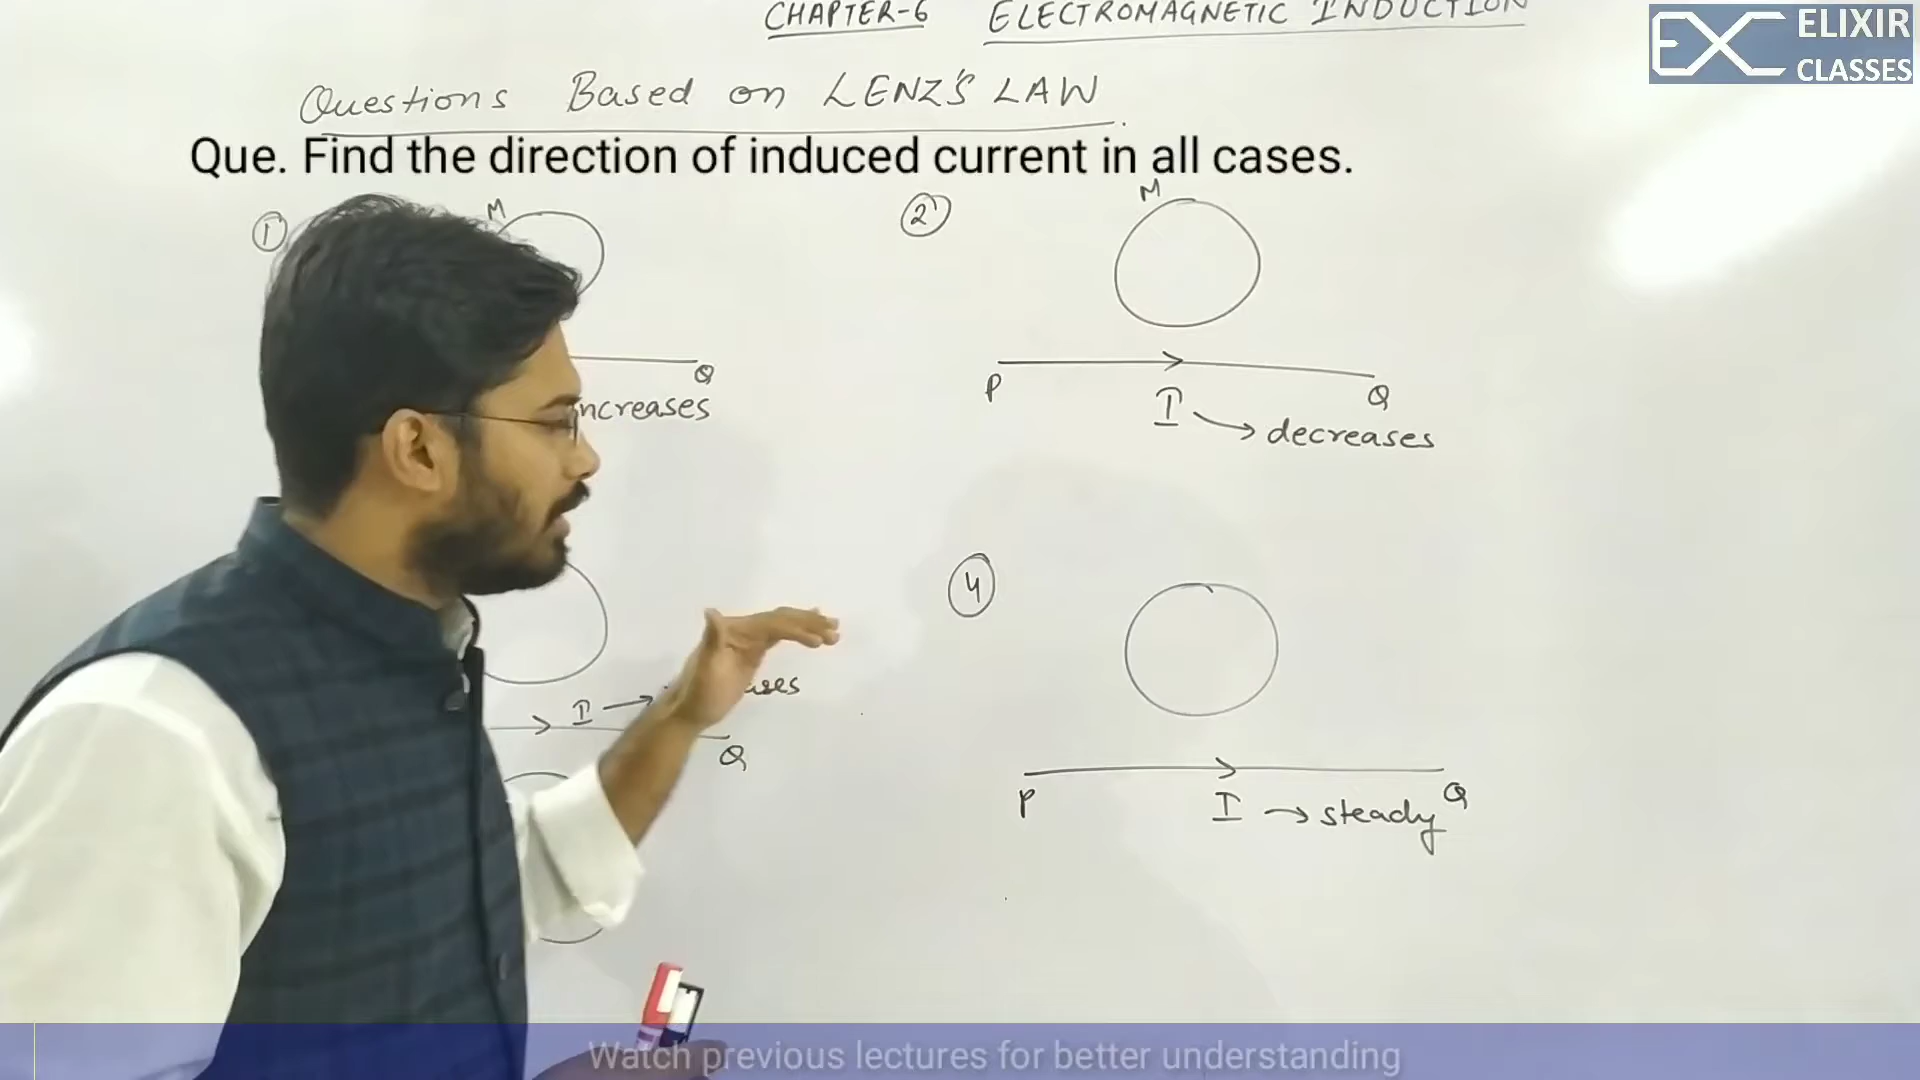 CHAPTER-6 ELECTROMAGNETIC INDUCTION
ELIXIR
CLASSES
Questions Based on LENZ'S LAW
Que. Find the direction of induced current in all cases.
1 M
2 M
Q
P Q
I → decreases
4
I →
Q
P Q
I → steady
Watch previous lectures for better understanding